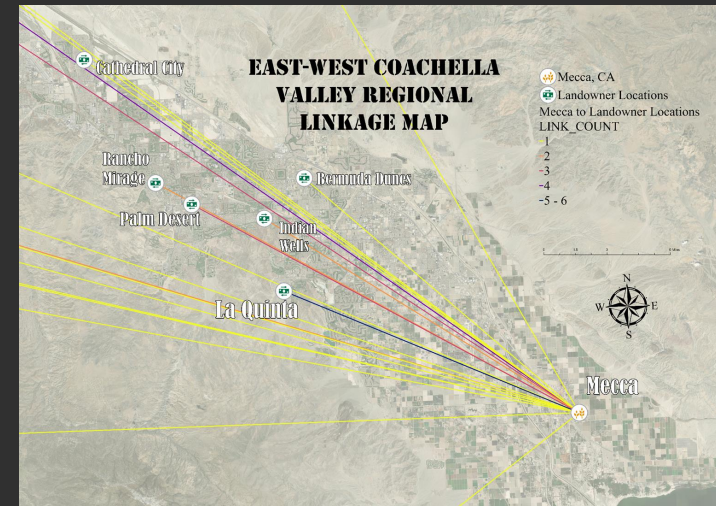 EAST-WEST COACHELLA
VALLEY REGIONAL
LINKAGE MAP
Mecca, CA
Landowner Locations
Mecca to Landowner Locations
LINK_COUNT
1
2
3
4
5 - 6
N
W
E
S
Cathedral City
Rancho
Mirage
Bermuda Dunes
Palm Desert
Indian
Wells
La Quinta
Mecca